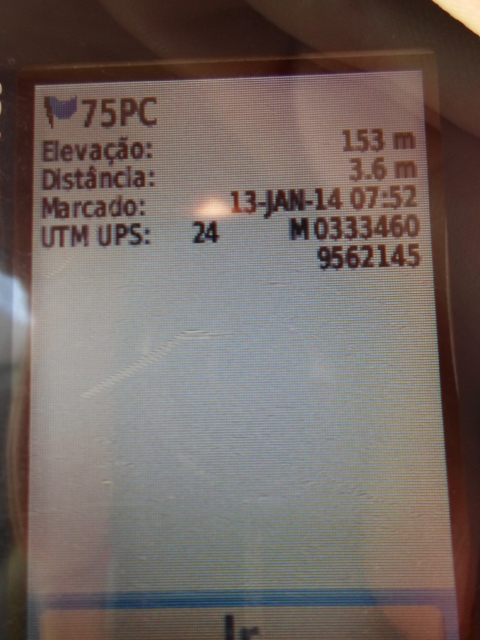 75PC
Elevação: 153 m
Distância: 3.6 m
Marcado: 13-JAN-14 07:52
UTM UPS: 24 M 0333460
9562145
Ir